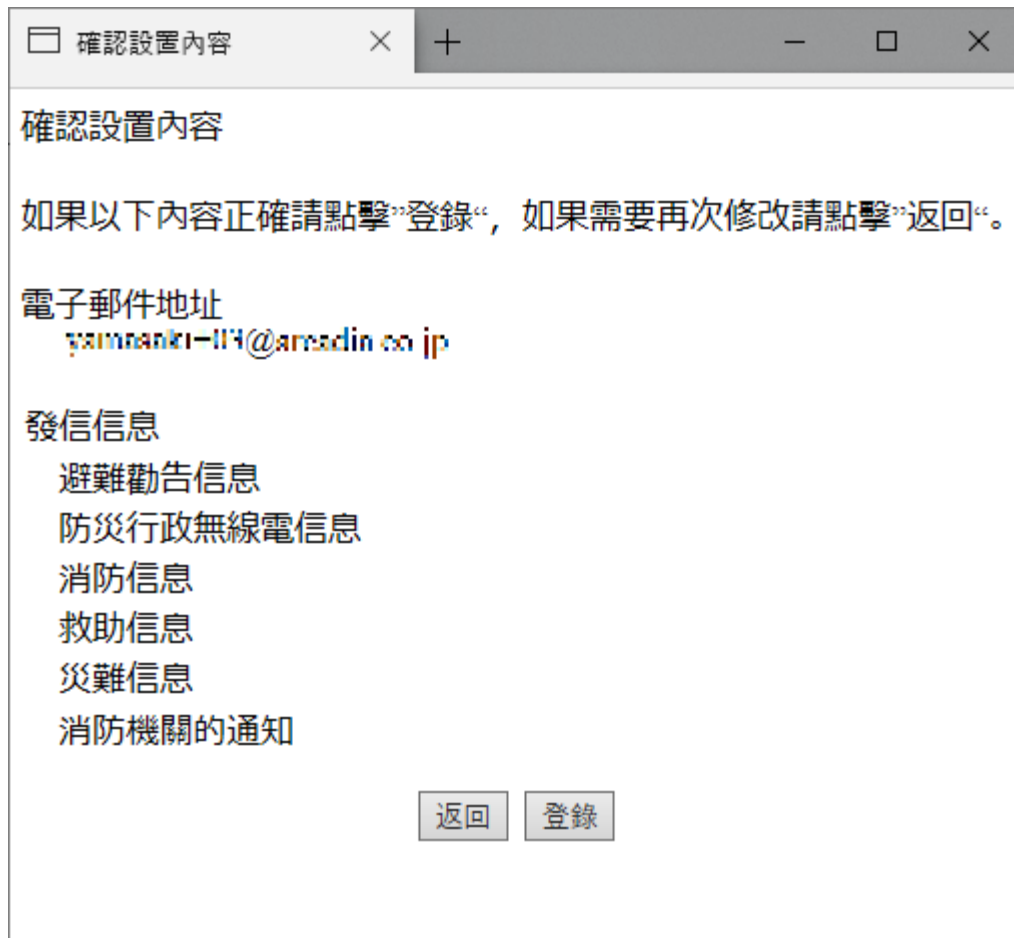 確認設置內容
確認設置內容
如果以下內容正確請點擊”登錄“，如果需要再次修改請點擊”返回“。
電子郵件地址
發信信息
避難勸告信息
防災行政無線電信息
消防信息
救助信息
災難信息
消防機關的通知
返回 登錄